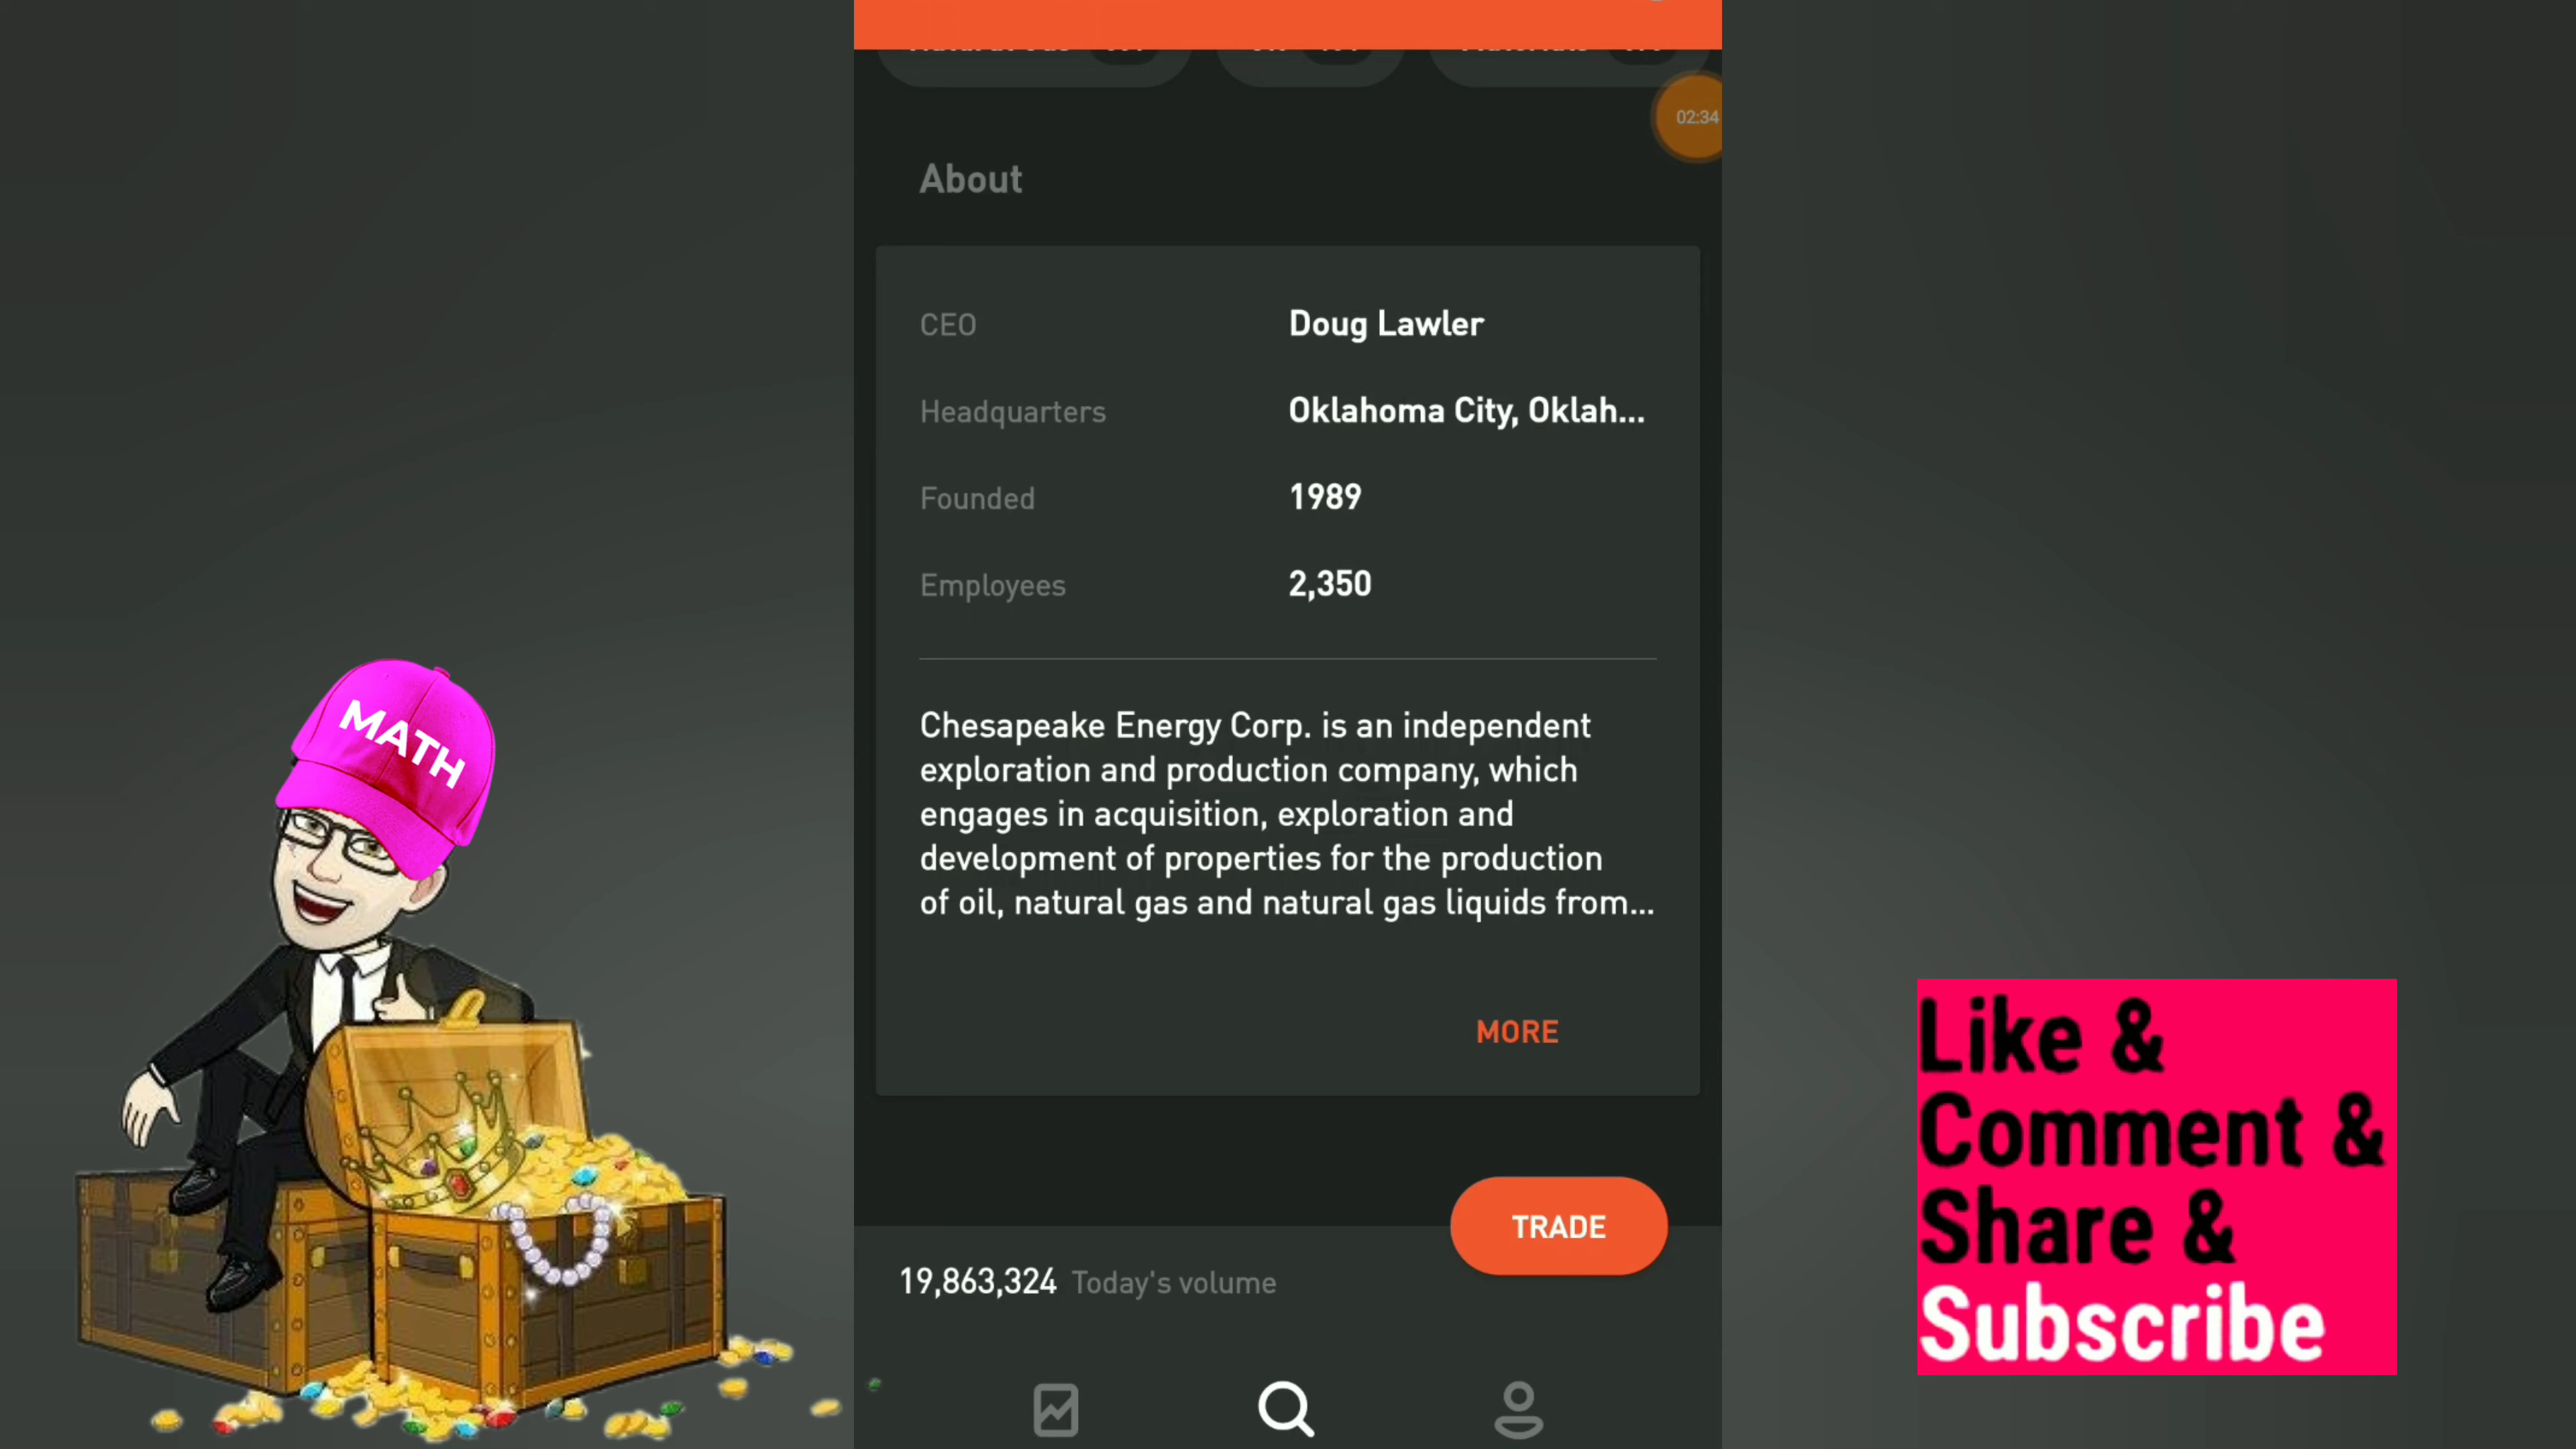 02:34
About
CEO Doug Lawler
Headquarters Oklahoma City, Oklah...
Founded 1989
Employees 2,350
Chesapeake Energy Corp. is an independent
exploration and production company, which
engages in acquisition, exploration and
development of properties for the production
of oil, natural gas and natural gas liquids from...
MORE
TRADE
19,863,324 Today's volume
MATH
Like &
Comment &
Share &
Subscribe